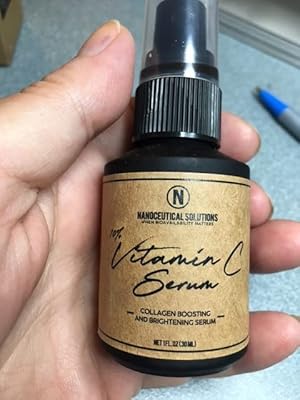 N
NANOCEUTICAL SOLUTIONS
WHEN BIOAVAILABILITY MATTERS
10%
Vitamin C
Serum
COLLAGEN BOOSTING
AND BRIGHTENING SERUM
NET 1 FL. OZ (30 ML)